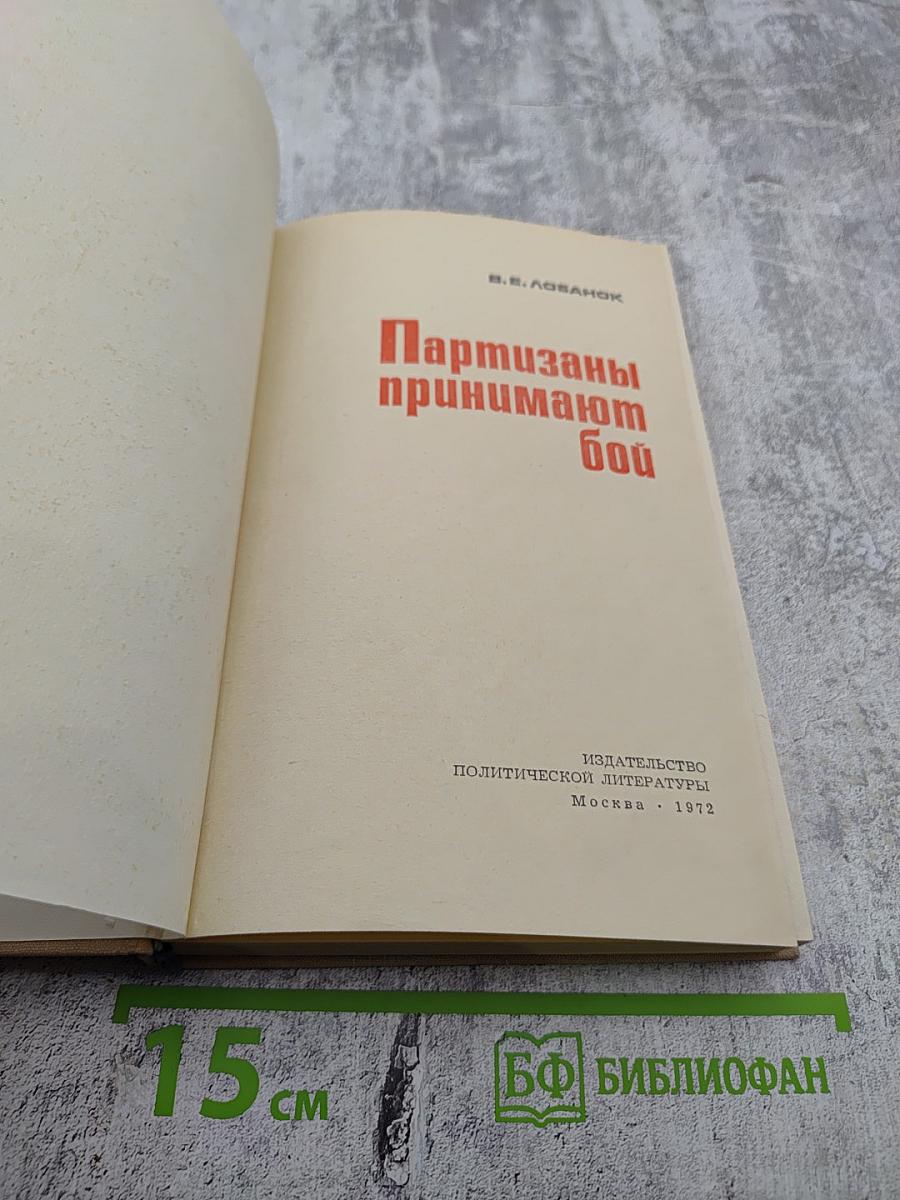 В. Е. ЛОБАНОК
Партизаны
принимают
бой
ИЗДАТЕЛЬСТВО
ПОЛИТИЧЕСКОЙ ЛИТЕРАТУРЫ
Москва · 1972
15 см
БФ БИБЛИОФАН